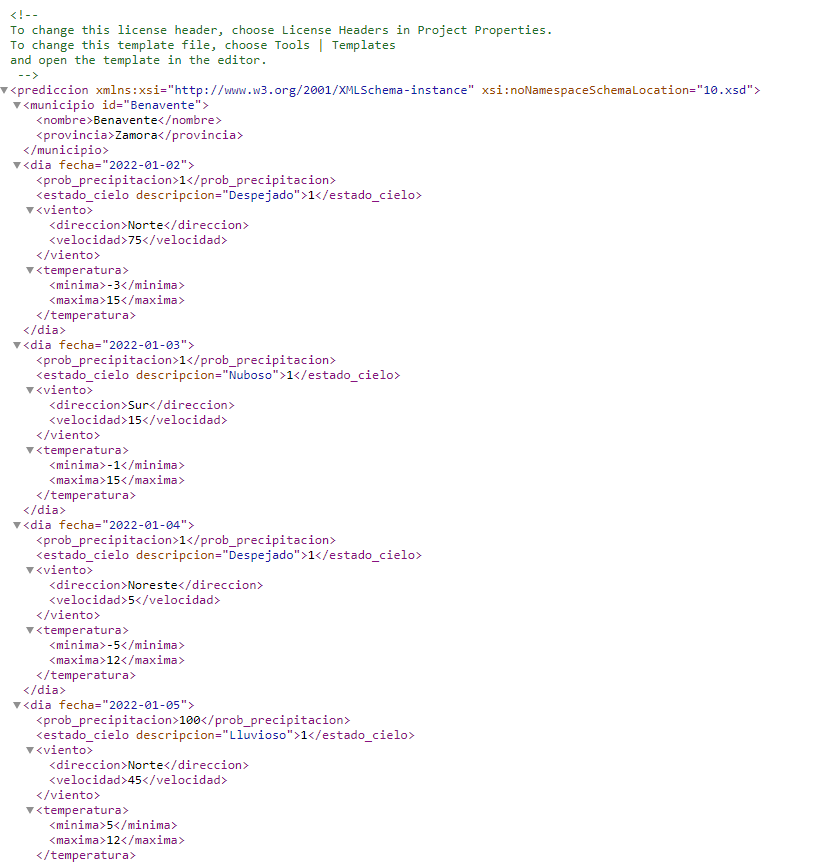 <!--
To change this license header, choose License Headers in Project Properties.
To change this template file, choose Tools | Templates
and open the template in the editor.
-->
<prediccion xmlns:xsi="http://www.w3.org/2001/XMLSchema-instance" xsi:noNamespaceSchemaLocation="10.xsd">
<municipio id="Benavente">
<nombre>Benavente</nombre>
<provincia>Zamora</provincia>
</municipio>
<dia fecha="2022-01-02">
<prob_precipitacion>1</prob_precipitacion>
<estado_cielo descripcion="Despejado">1</estado_cielo>
<viento>
<direccion>Norte</direccion>
<velocidad>75</velocidad>
</viento>
<temperatura>
<minima>-3</minima>
<maxima>15</maxima>
</temperatura>
</dia>
<dia fecha="2022-01-03">
<prob_precipitacion>1</prob_precipitacion>
<estado_cielo descripcion="Nuboso">1</estado_cielo>
<viento>
<direccion>Sur</direccion>
<velocidad>15</velocidad>
</viento>
<temperatura>
<minima>-1</minima>
<maxima>15</maxima>
</temperatura>
</dia>
<dia fecha="2022-01-04">
<prob_precipitacion>1</prob_precipitacion>
<estado_cielo descripcion="Despejado">1</estado_cielo>
<viento>
<direccion>Noreste</direccion>
<velocidad>5</velocidad>
</viento>
<temperatura>
<minima>-5</minima>
<maxima>12</maxima>
</temperatura>
</dia>
<dia fecha="2022-01-05">
<prob_precipitacion>100</prob_precipitacion>
<estado_cielo descripcion="Lluvioso">1</estado_cielo>
<viento>
<direccion>Norte</direccion>
<velocidad>45</velocidad>
</viento>
<temperatura>
<minima>5</minima>
<maxima>12</maxima>
</temperatura>